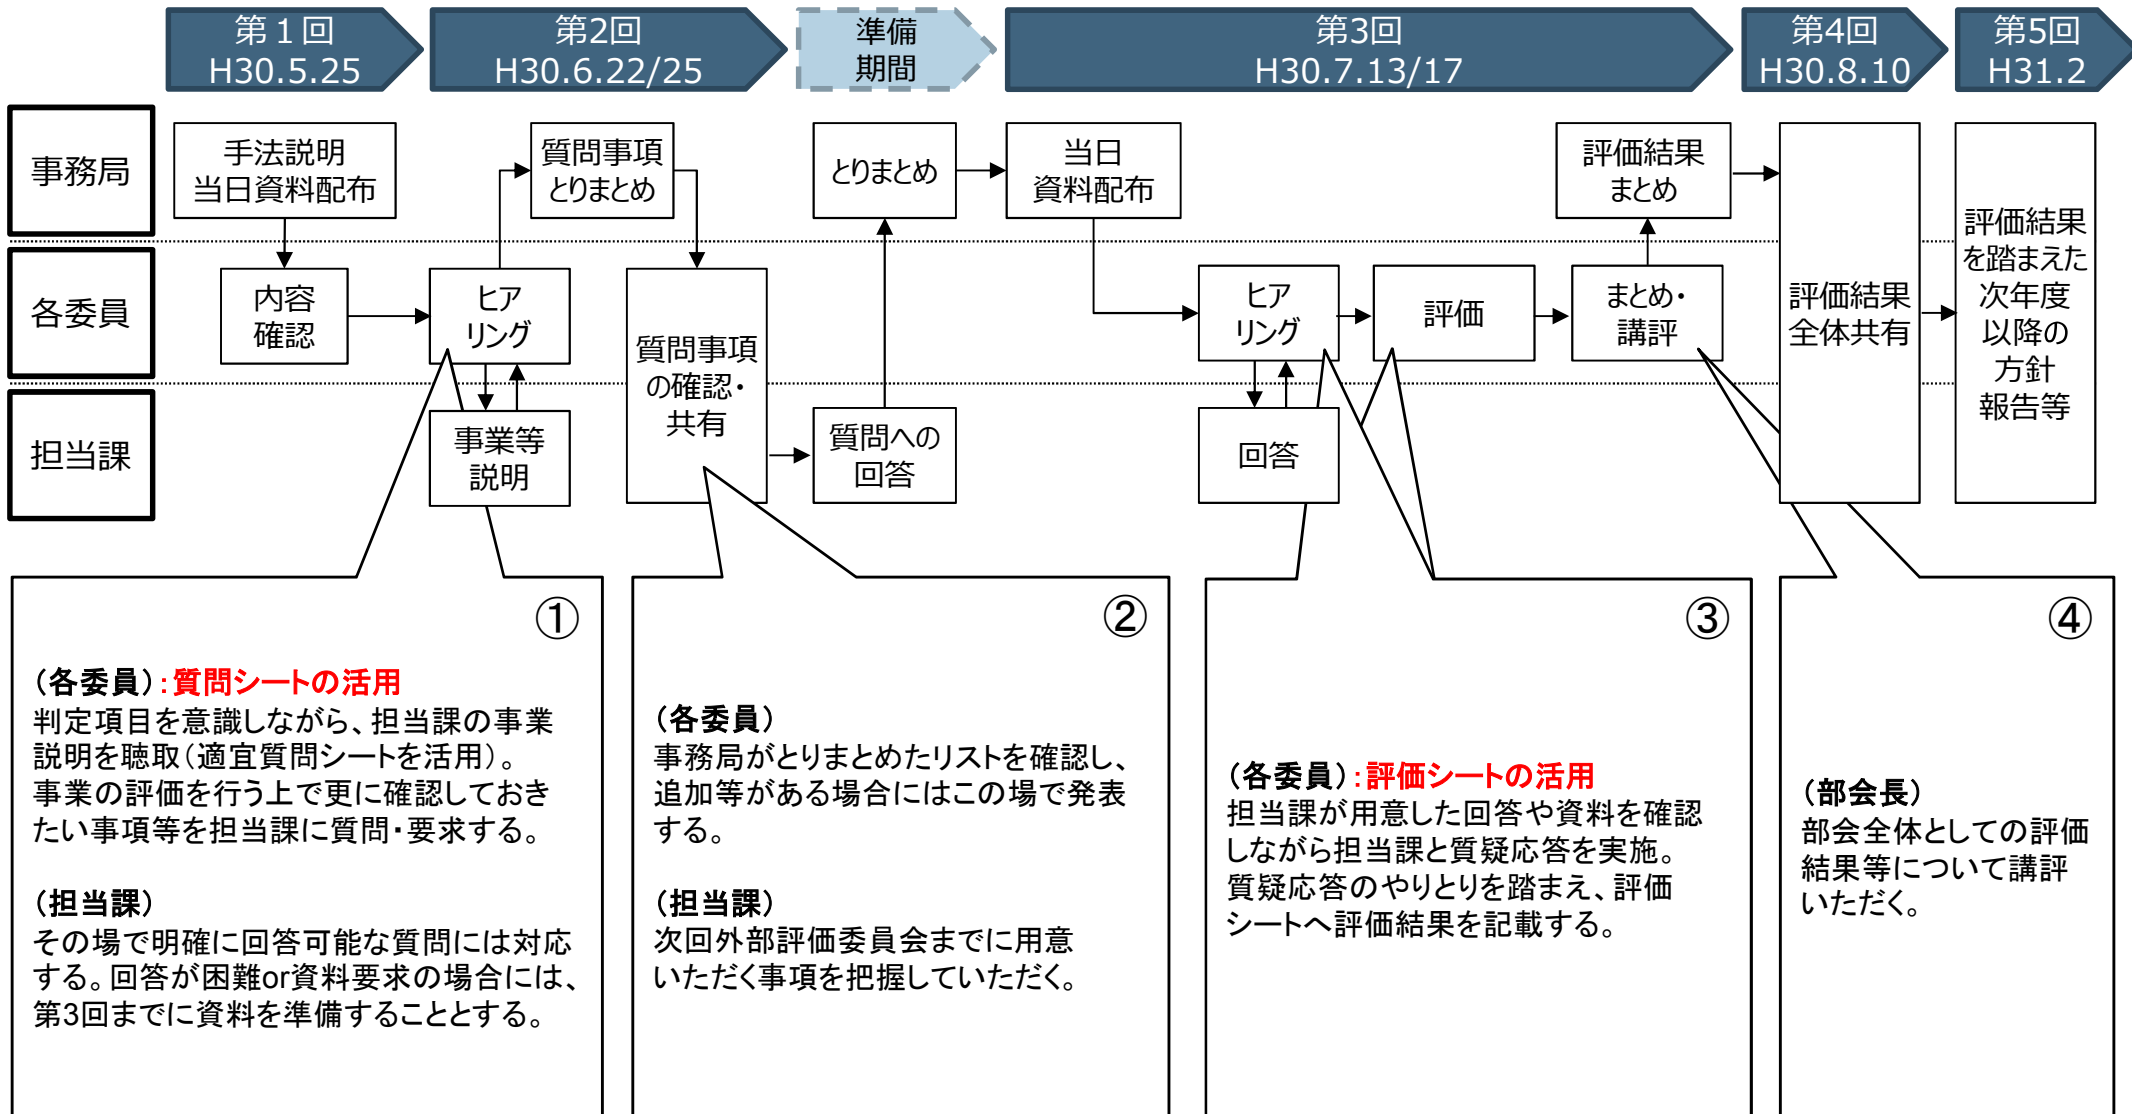 第１回
H30.5.25
第2回
H30.6.22/25
準備
期間
第3回
H30.7.13/17
第4回
H30.8.10
第5回
H31.2
事務局
手法説明
当日資料配布
質問事項
とりまとめ
とりまとめ
当日
資料配布
評価結果
まとめ
各委員
内容
確認
ヒア
リング
質問事項
の確認・
共有
ヒア
リング
評価
まとめ・
講評
評価結果
全体共有
評価結果
を踏まえた
次年度
以降の
方針
報告等
担当課
事業等
説明
質問への
回答
回答
①
（各委員）：質問シートの活用
判定項目を意識しながら、担当課の事業
説明を聴取（適宜質問シートを活用）。
事業の評価を行う上で更に確認しておき
たい事項等を担当課に質問・要求する。
（担当課）
その場で明確に回答可能な質問には対応
する。回答が困難or資料要求の場合には、
第3回までに資料を準備することとする。
②
（各委員）
事務局がとりまとめたリストを確認し、
追加等がある場合にはこの場で発表
する。
（担当課）
次回外部評価委員会までに用意
いただく事項を把握していただく。
③
（各委員）：評価シートの活用
担当課が用意した回答や資料を確認
しながら担当課と質疑応答を実施。
質疑応答のやりとりを踏まえ、評価
シートへ評価結果を記載する。
④
（部会長）
部会全体としての評価
結果等について講評
いただく。